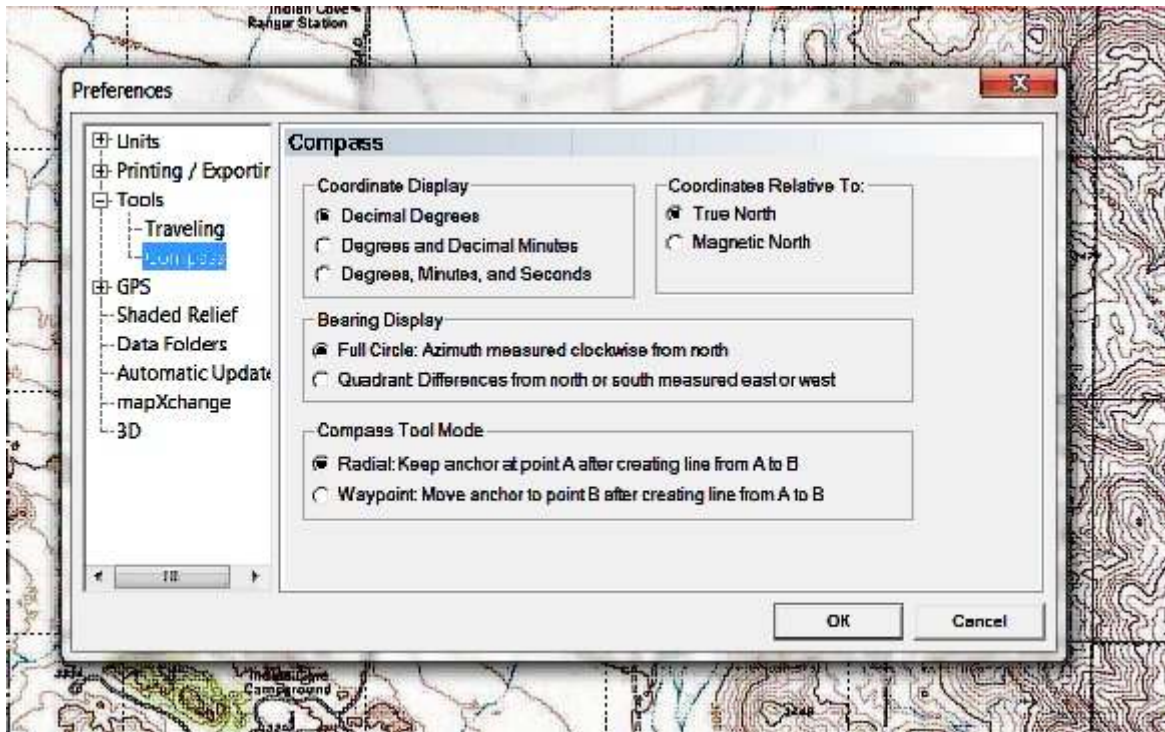 Indian Cove
Ranger Station
Preferences
Units
Printing / Exportin
Tools
Traveling
Compass
GPS
Shaded Relief
Data Folders
Automatic Update
mapXchange
3D
Compass
Coordinate Display
Decimal Degrees
Degrees and Decimal Minutes
Degrees, Minutes, and Seconds
Coordinates Relative To:
True North
Magnetic North
Bearing Display
Full Circle: Azimuth measured clockwise from north
Quadrant: Differences from north or south measured east or west
Compass Tool Mode
Radial: Keep anchor at point A after creating line from A to B
Waypoint: Move anchor to point B after creating line from A to B
OK
Cancel
Indian Cove
Campground